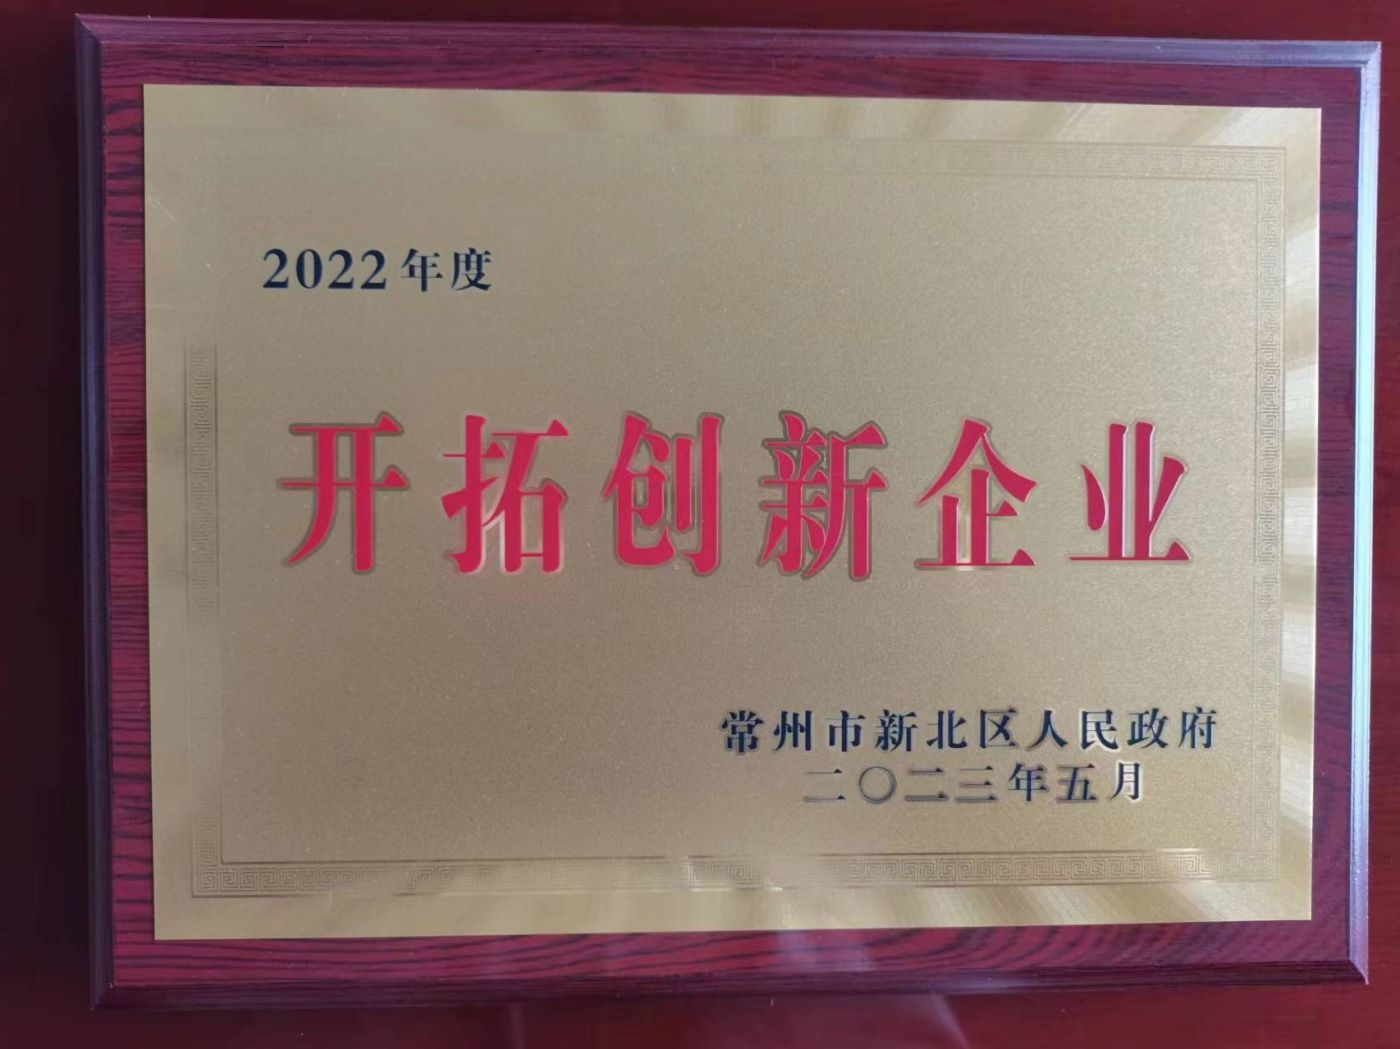 2022年度
开拓创新企业
常州市新北区人民政府
二〇二三年五月